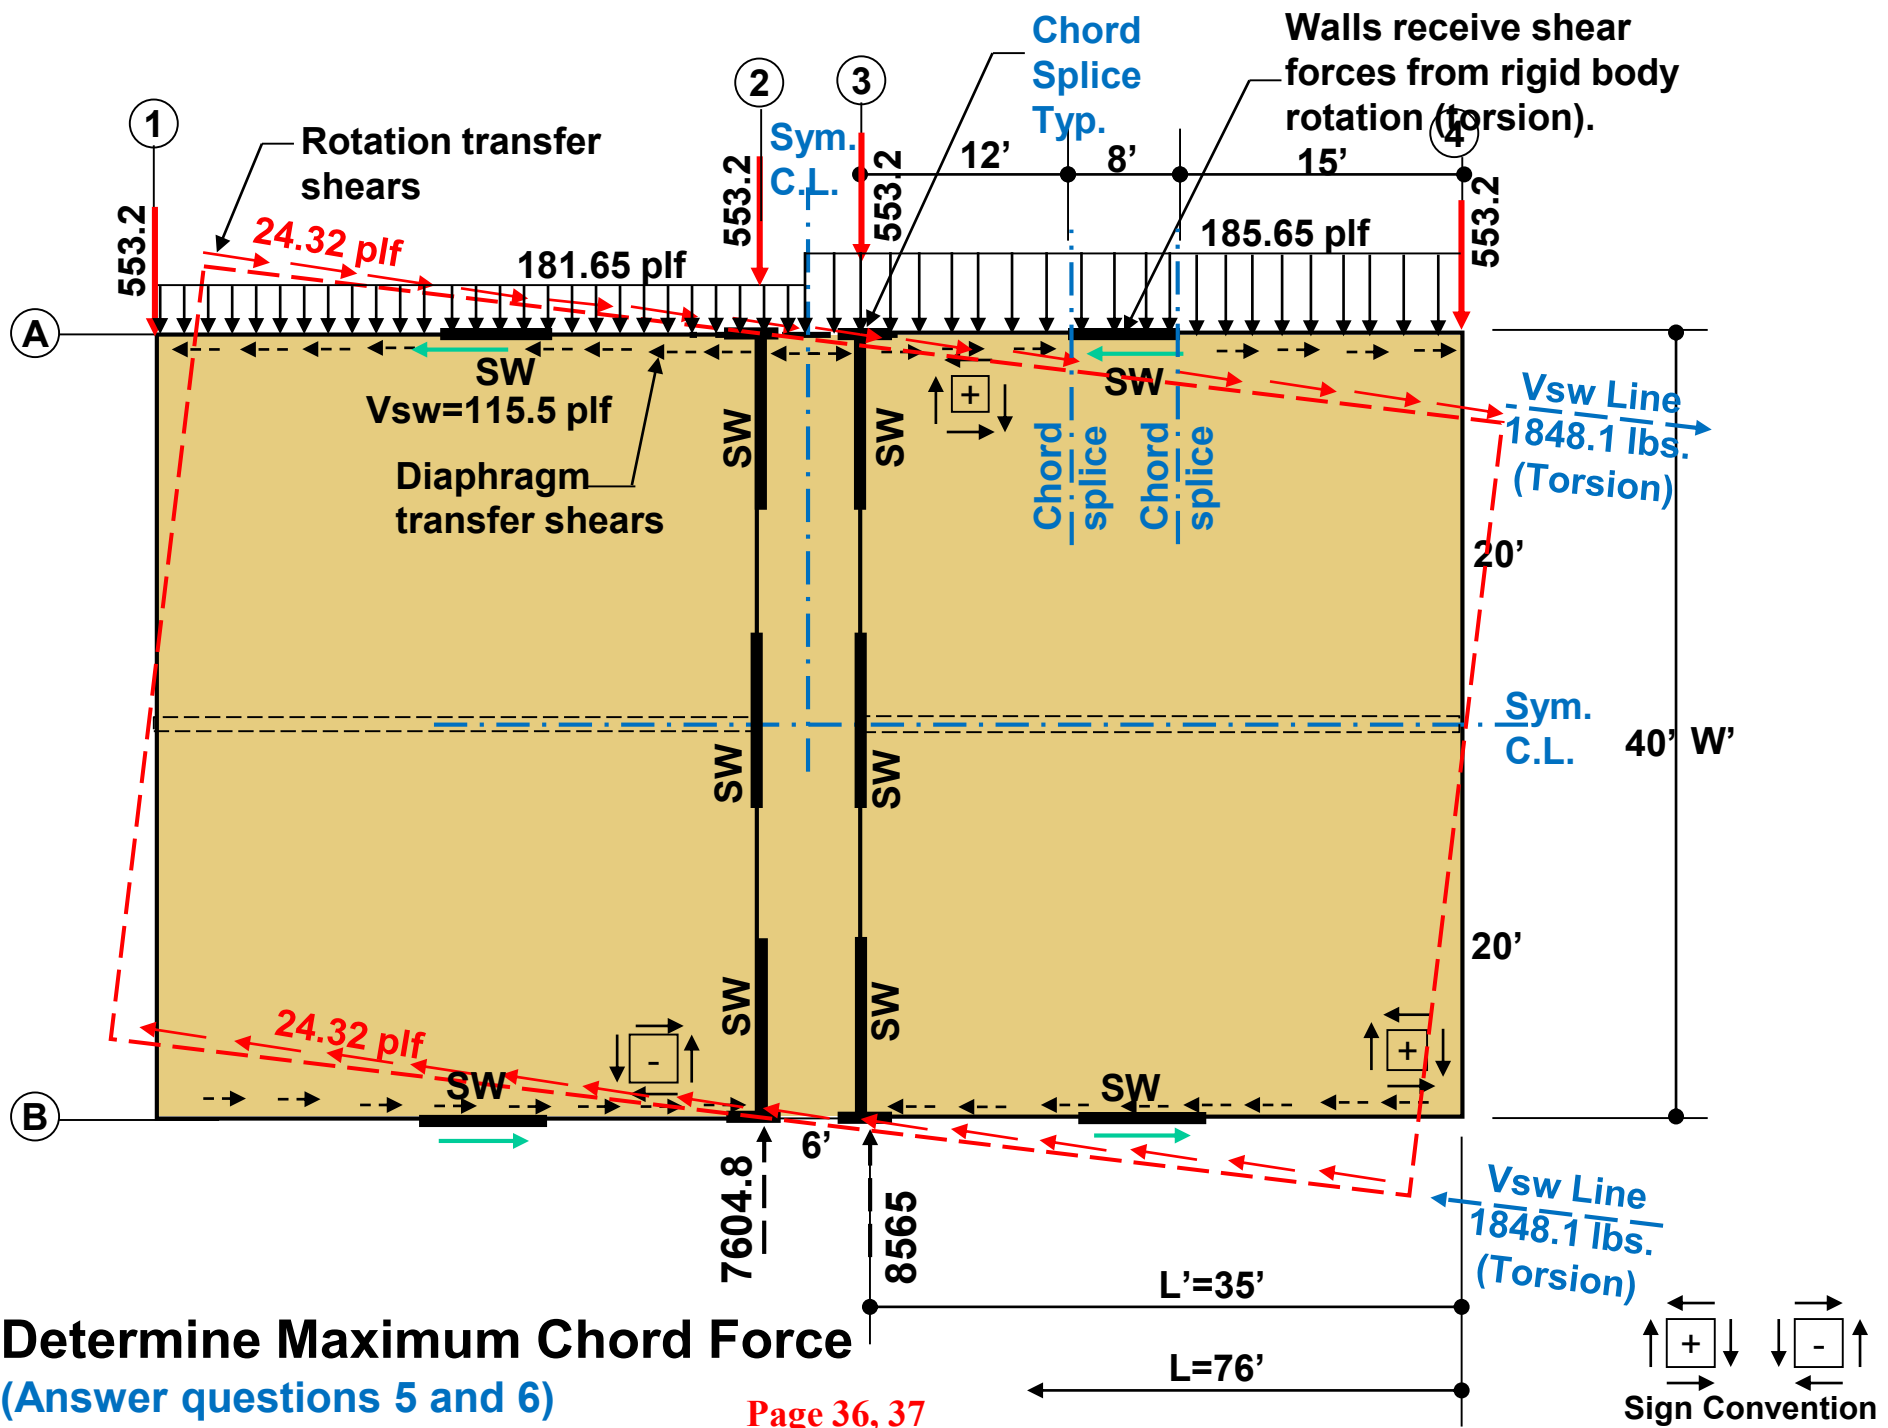 Chord
Splice
Typ.
Walls receive shear
forces from rigid body
rotation (torsion).
1
2
3
4
Rotation transfer
shears
Sym.
C.L.
12’
8’
15’
553.2
553.2
553.2
553.2
24.32 plf
181.65 plf
185.65 plf
A
SW
Vsw=115.5 plf
SW
SW
+
SW
Vsw Line
1848.1 lbs.
(Torsion)
Diaphragm
transfer shears
Chord
splice
Chord
splice
20’
Sym.
C.L.
40’ W’
SW
SW
20’
24.32 plf
SW
-
SW
SW
SW
+
B
6’
7604.8
8565
Vsw Line
1848.1 lbs.
(Torsion)
L’=35’
L=76’
Determine Maximum Chord Force
(Answer questions 5 and 6)
Page 36, 37
+
-
Sign Convention